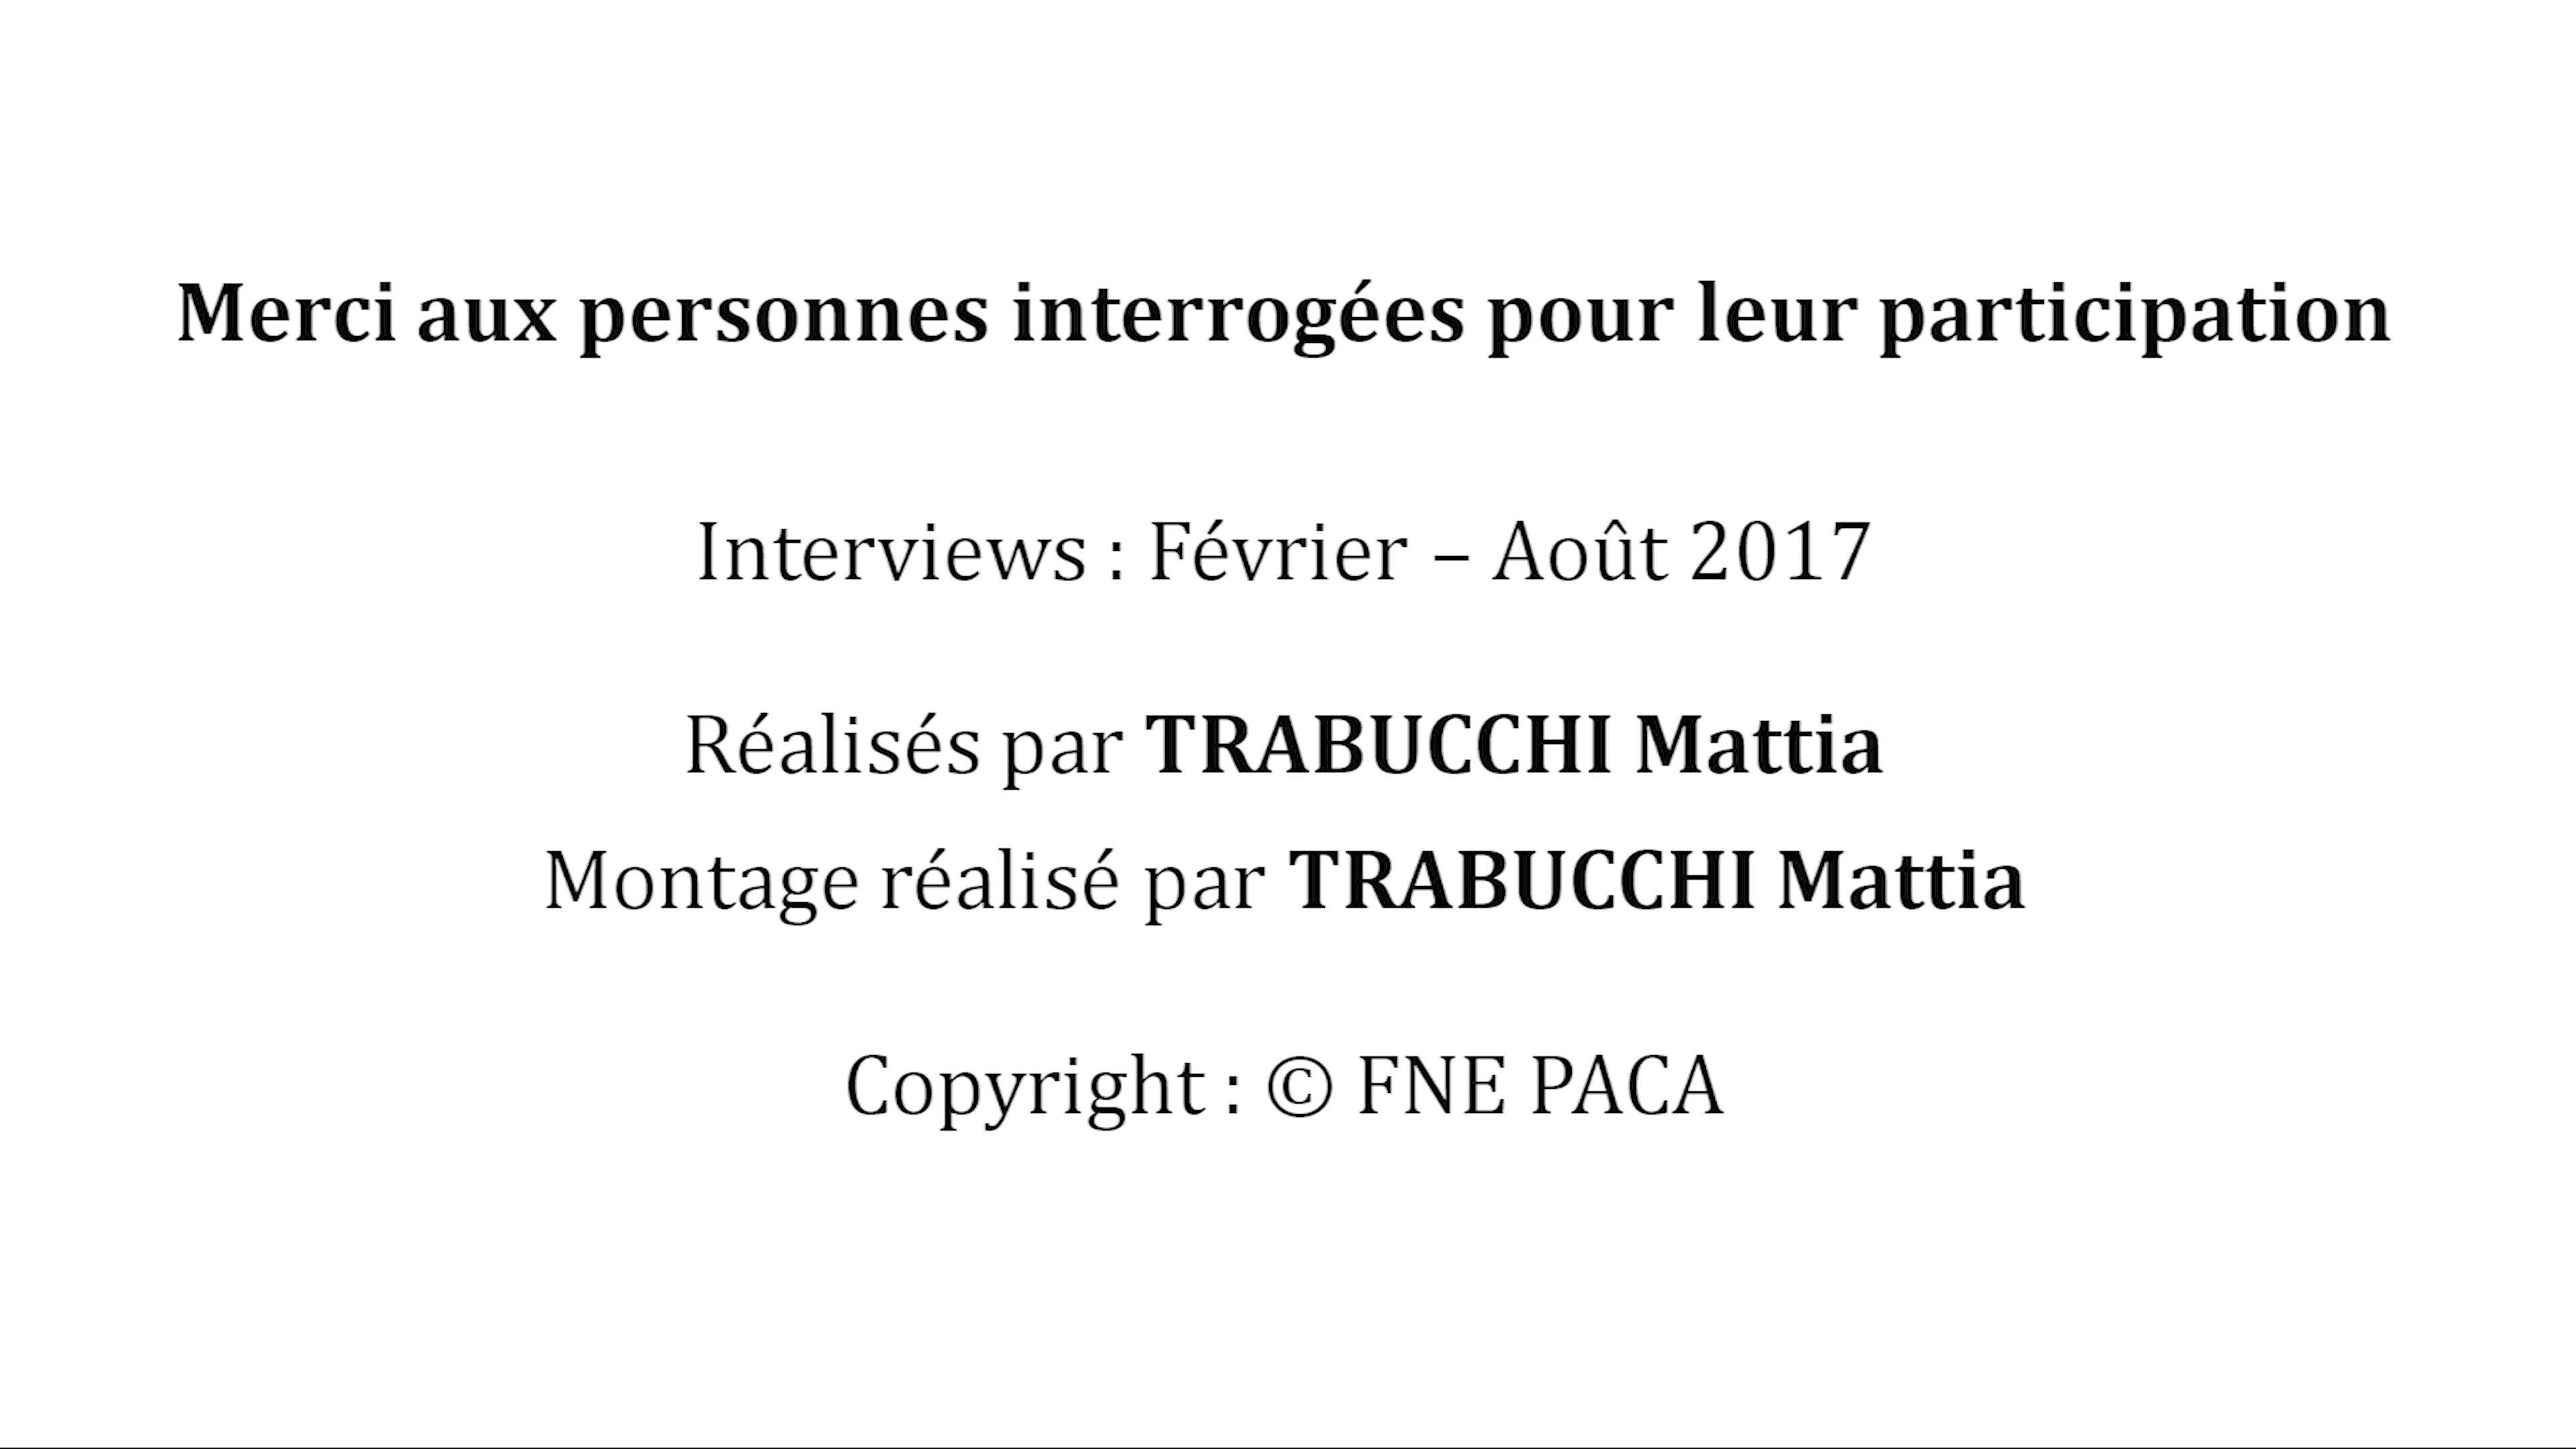 Merci aux personnes interrogées pour leur participation
Interviews : Février – Août 2017
Réalisés par TRABUCCHI Mattia
Montage réalisé par TRABUCCHI Mattia
Copyright : © FNE PACA